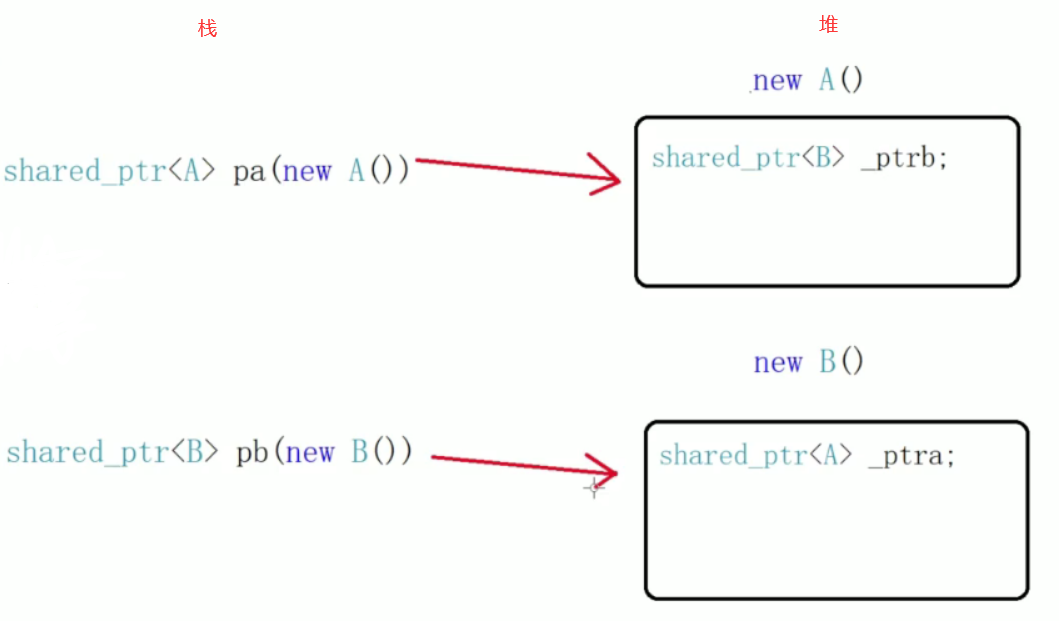 栈
堆
new A()
shared_ptr<A> pa(new A())
shared_ptr<B> _ptrb;
new B()
shared_ptr<B> pb(new B())
shared_ptr<A> _ptra;